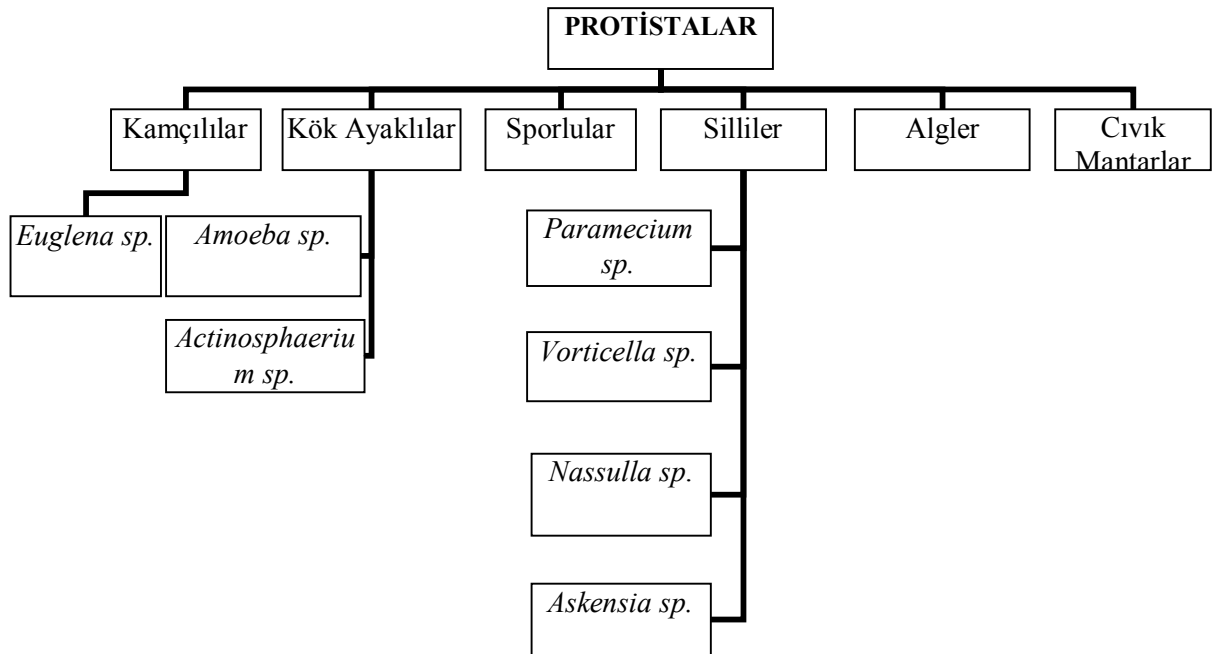 PROTİSTALAR
Kamçılılar
Kök Ayaklılar
Sporlular
Silliler
Algler
Cıvık
Mantarlar
Euglena sp.
Amoeba sp.
Actinosphaeriu
m sp.
Paramecium
sp.
Vorticella sp.
Nassulla sp.
Askensia sp.